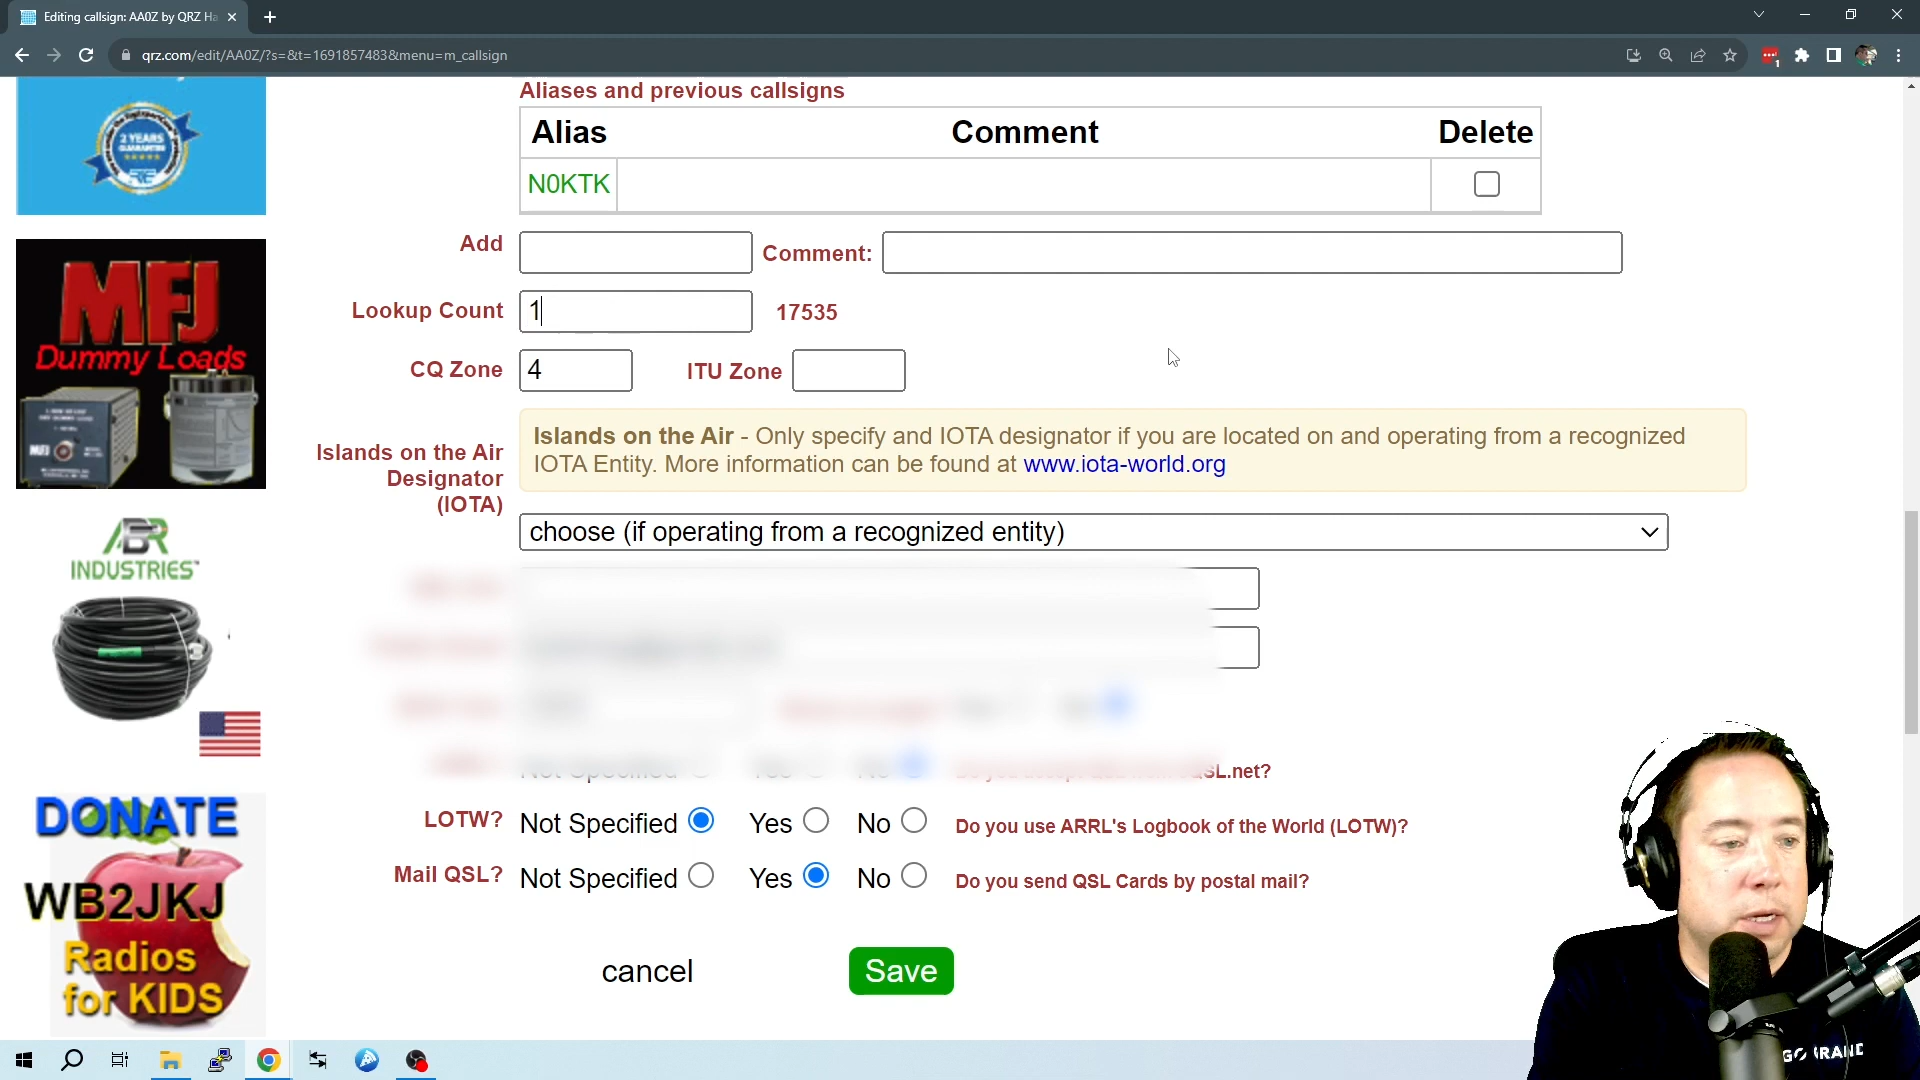 Editing callsign: AA0Z by QRZ Ha
qrz.com/edit/AA0Z/?s=&t=1691857483&menu=m_callsign
Aliases and previous callsigns
Alias Comment Delete
N0KTK
Add Comment:
Lookup Count 1 17535
CQ Zone 4 ITU Zone
Islands on the Air
Designator
(IOTA)
Islands on the Air - Only specify and IOTA designator if you are located on and operating from a recognized
IOTA Entity. More information can be found at www.iota-world.org
choose (if operating from a recognized entity)
QSL.net?
LOTW? Not Specified Yes No Do you use ARRL's Logbook of the World (LOTW)?
Mail QSL? Not Specified Yes No Do you send QSL Cards by postal mail?
cancel Save
2 YEARS
GUARANTEE
MFJ
Dummy Loads
ABR
INDUSTRIES
DONATE
WB2JKJ
Radios
for KIDS